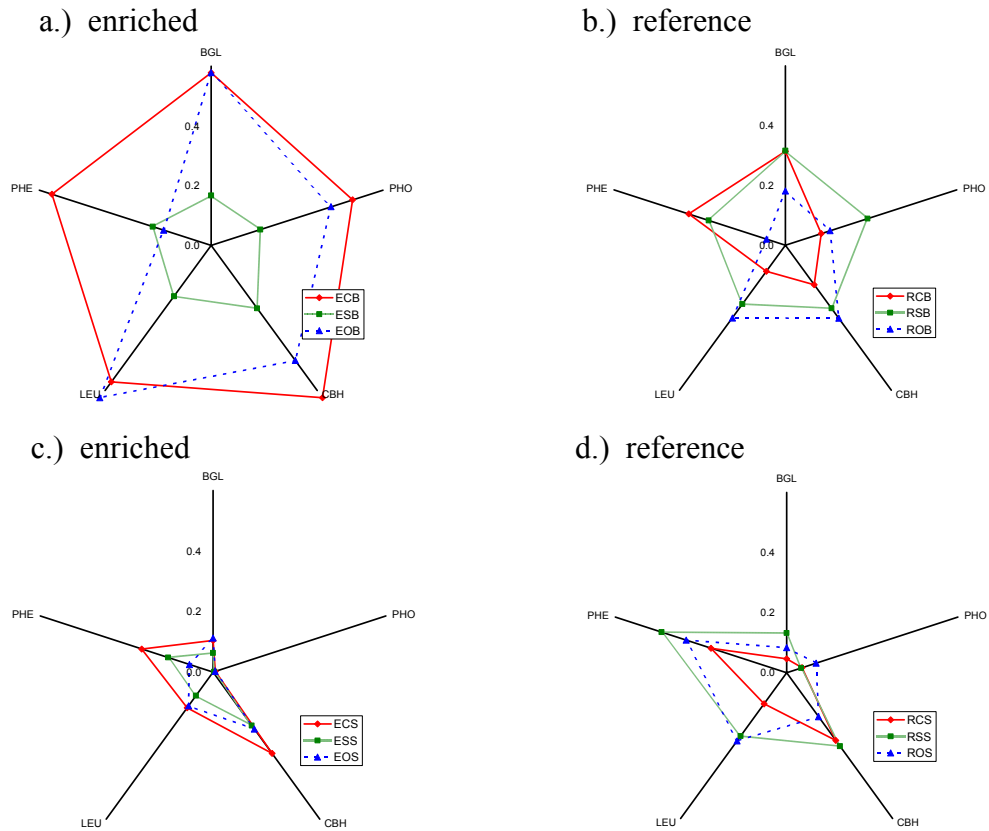 a.) enriched
BGL
0.4
PHE
PHO
0.2
0.0
ECB
ESB
EOB
LEU
CBH
b.) reference
BGL
0.4
PHE
PHO
0.2
0.0
RCB
RSB
ROB
LEU
CBH
c.) enriched
BGL
0.4
PHE
PHO
0.2
0.0
ECS
ESS
EOS
LEU
CBH
d.) reference
BGL
0.4
PHE
PHO
0.2
0.0
RCS
RSS
ROS
LEU
CBH